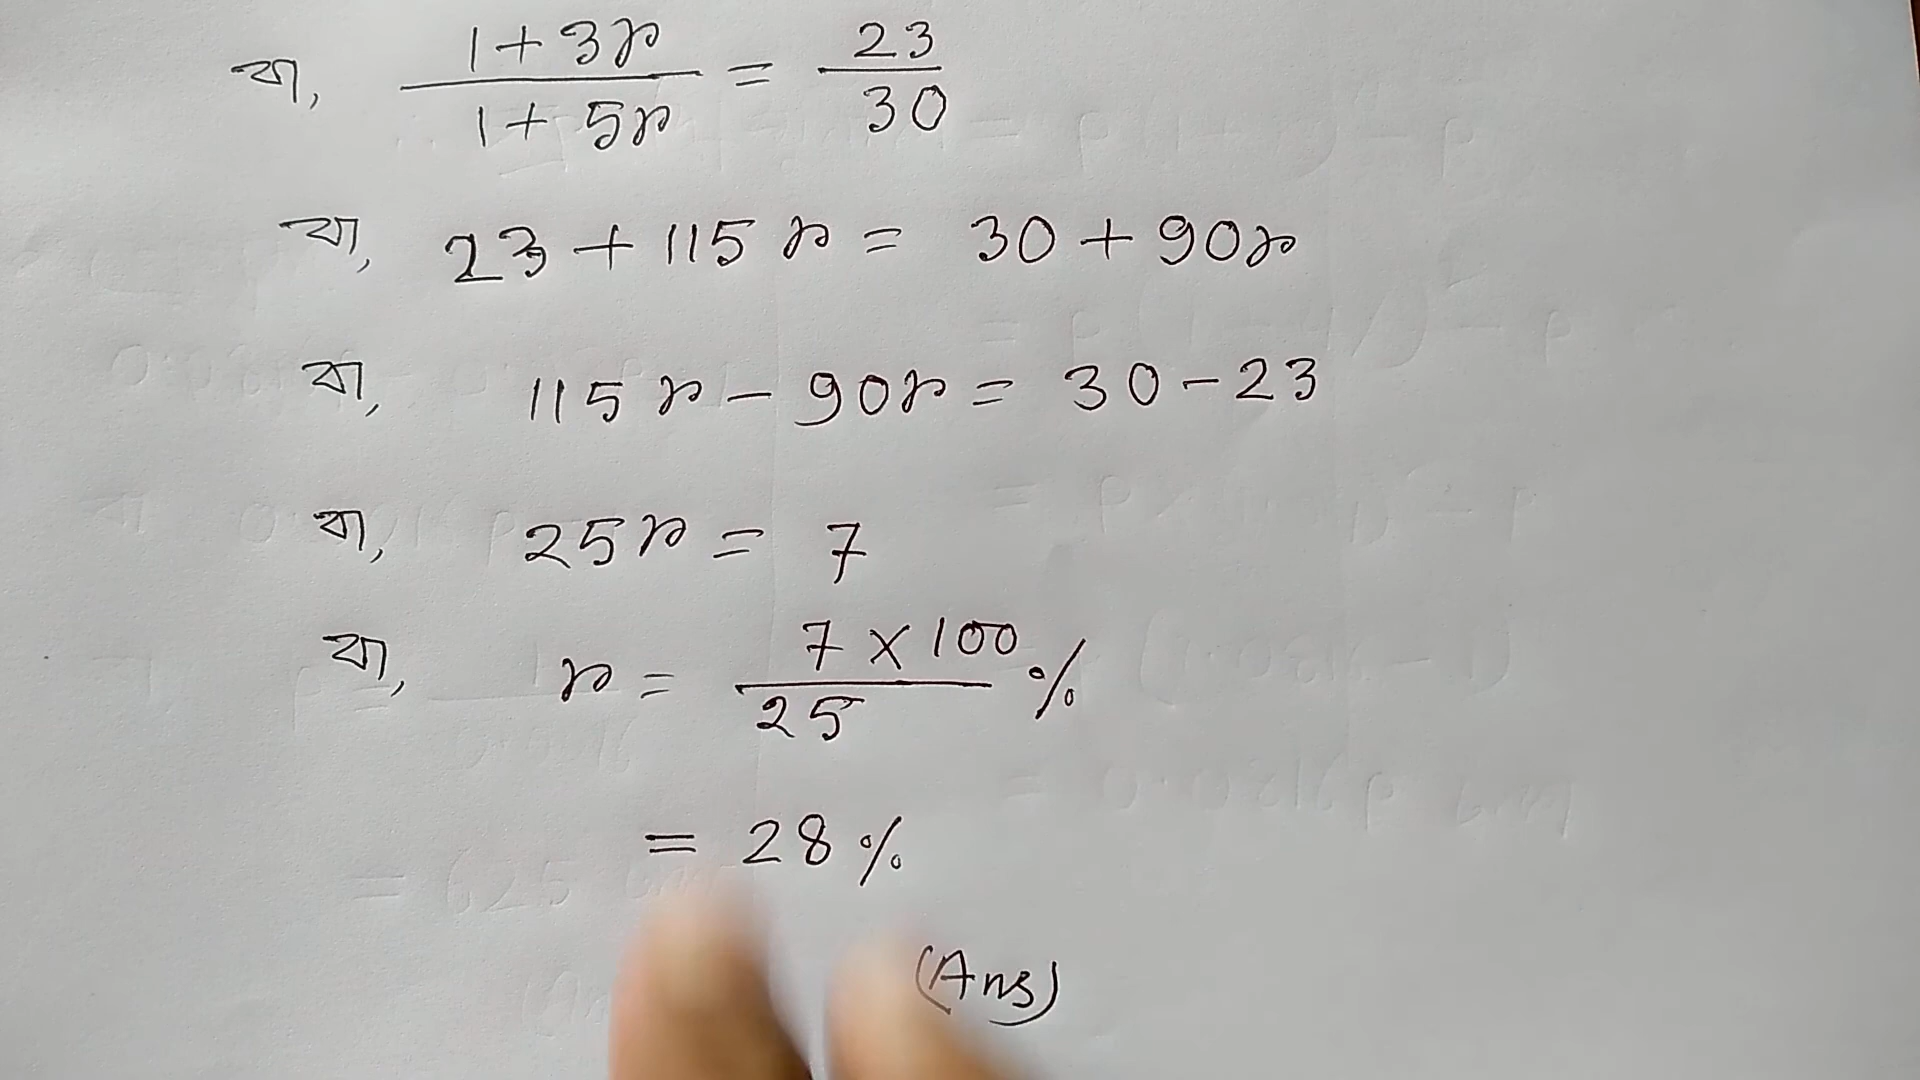 বা, (1+3r)/(1+5r) = 23/30
বা, 23 + 115r = 30 + 90r
বা, 115r - 90r = 30 - 23
বা, 25r = 7
বা, r = (7 × 100)/25 %
= 28%
(Ans)